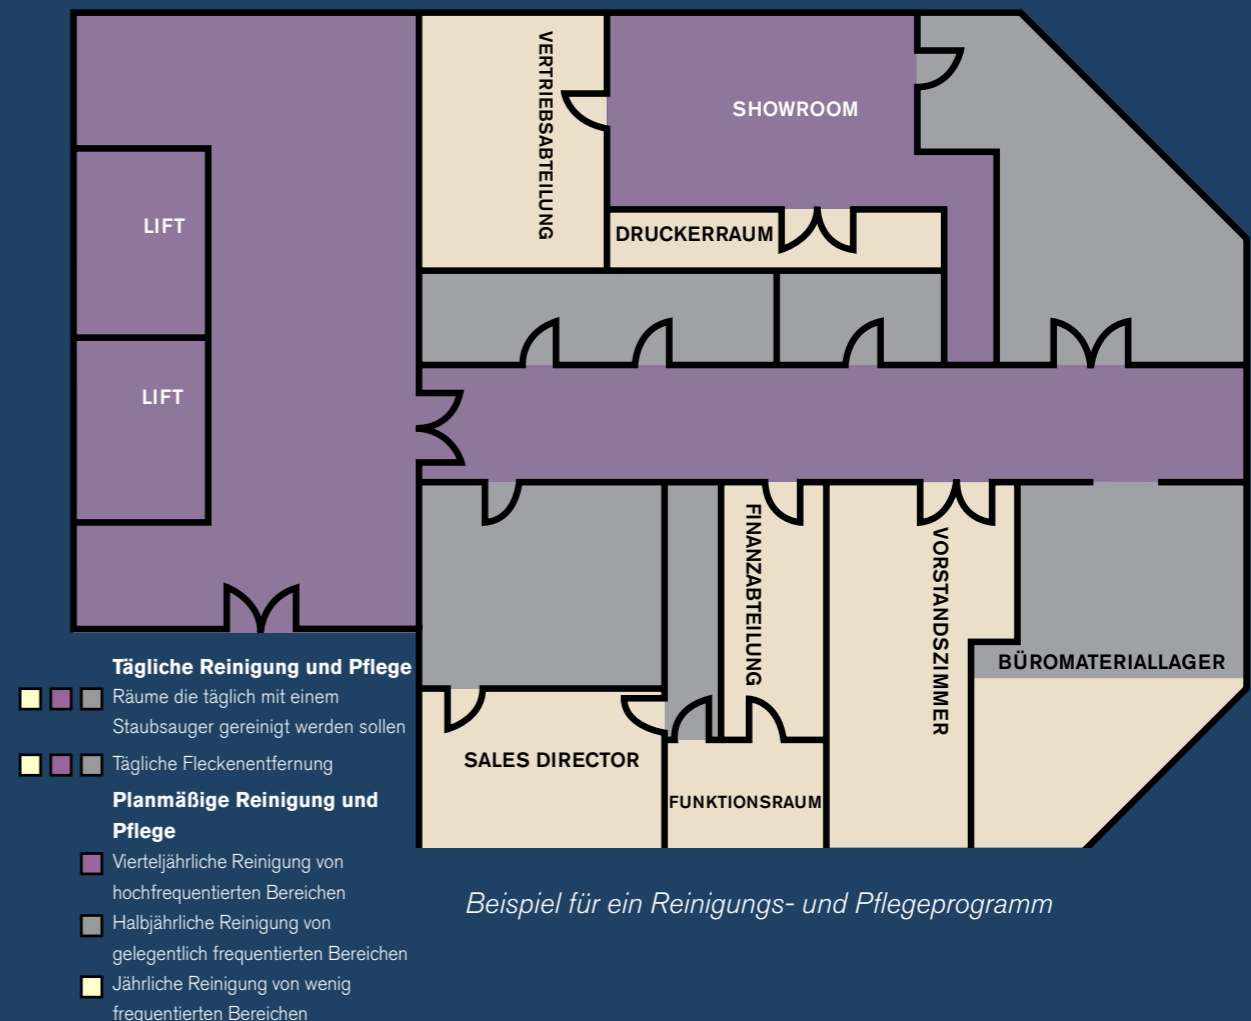 VERTRIEBSABTEILUNG
SHOWROOM
LIFT
DRUCKERRAUM
LIFT
FINANZABTEILUNG
VORSTANDSZIMMER
BÜROMATERIALLAGER
SALES DIRECTOR
FUNKTIONSRAUM
Tägliche Reinigung und Pflege
Räume die täglich mit einem
Staubsauger gereinigt werden sollen
Tägliche Fleckenentfernung
Planmäßige Reinigung und
Pflege
Vierteljährliche Reinigung von
hochfrequentierten Bereichen
Halbjährliche Reinigung von
gelegentlich frequentierten Bereichen
Jährliche Reinigung von wenig
frequentierten Bereichen
Beispiel für ein Reinigungs- und Pflegeprogramm